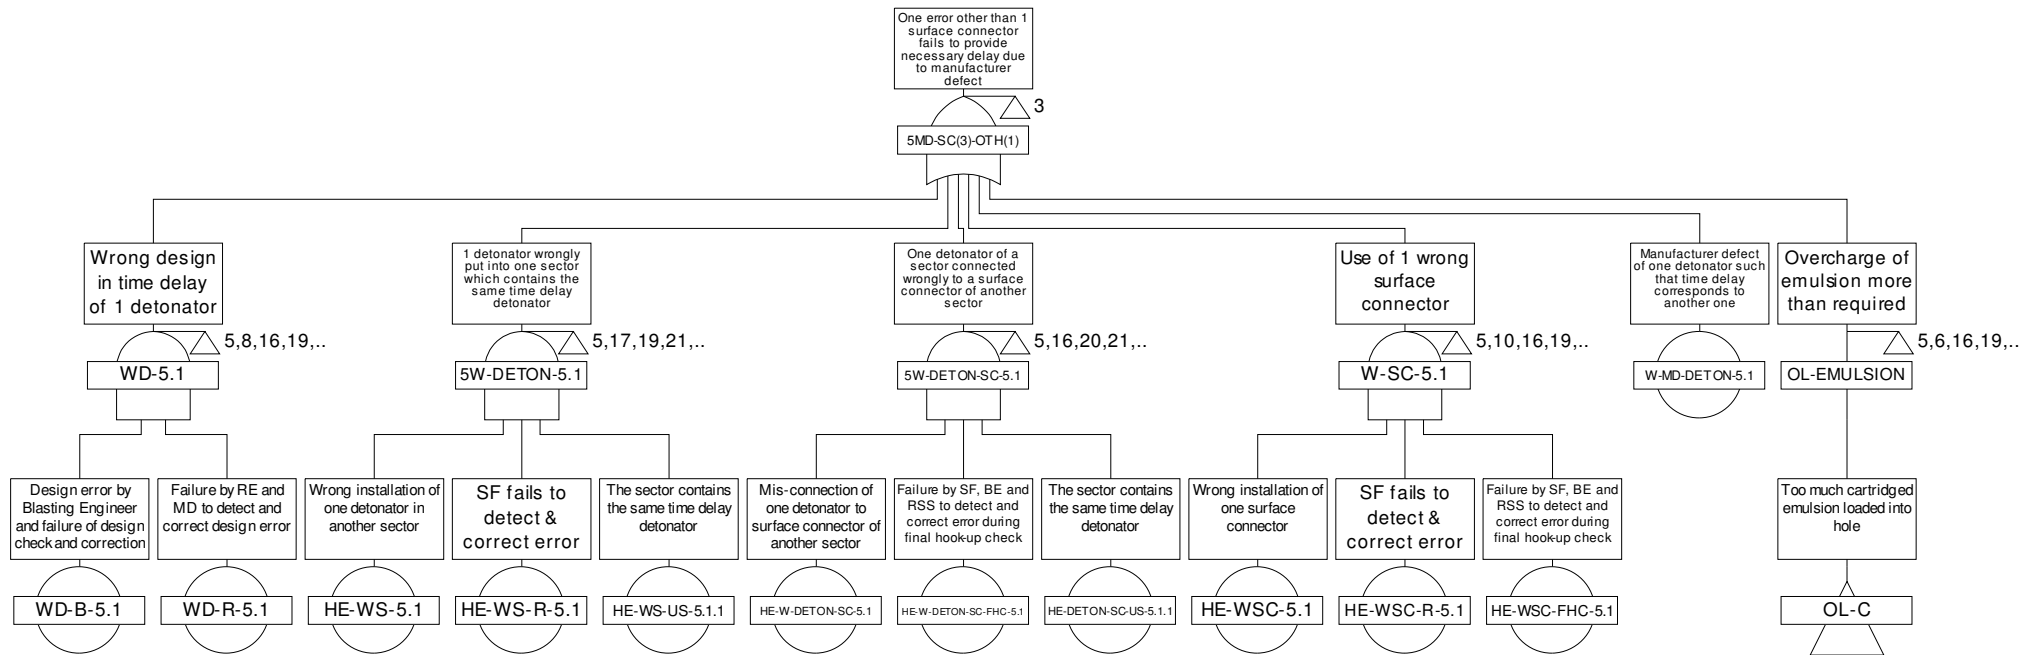 One error other than 1
surface connector
fails to provide
necessary delay due
to manufacturer
defect
3
5MD-SC(3)-OTH(1)
Wrong design
in time delay
of 1 detonator
5,8,16,19,..
WD-5.1
1 detonator wrongly
put into one sector
which contains the
same time delay
detonator
5,17,19,21,..
5W-DETON-5.1
One detonator of a
sector connected
wrongly to a surface
connector of another
sector
5,16,20,21,..
5W-DETON-SC-5.1
Use of 1 wrong
surface
connector
5,10,16,19,..
W-SC-5.1
Manufacturer defect
of one detonator such
that time delay
corresponds to
another one
W-MD-DETON-5.1
Overcharge of
emulsion more
than required
5,6,16,19,..
OL-EMULSION
Design error by
Blasting Engineer
and failure of design
check and correction
WD-B-5.1
Failure by RE and
MD to detect and
correct design error
WD-R-5.1
Wrong installation of
one detonator in
another sector
HE-WS-5.1
SF fails to
detect &
correct error
HE-WS-R-5.1
The sector contains
the same time delay
detonator
HE-WS-US-5.1.1
Mis-connection of
one detonator to
surface connector of
another sector
HE-W-DETON-SC-5.1
Failure by SF, BE and
RSS to detect and
correct error during
final hook-up check
HE-W-DETON-SC-FHC-5.1
The sector contains
the same time delay
detonator
HE-DETON-SC-US-5.1.1
Wrong installation of
one surface
connector
HE-WSC-5.1
SF fails to
detect &
correct error
HE-WSC-R-5.1
Failure by SF, BE and
RSS to detect and
correct error during
final hook-up check
HE-WSC-FHC-5.1
Too much cartridged
emulsion loaded into
hole
OL-C